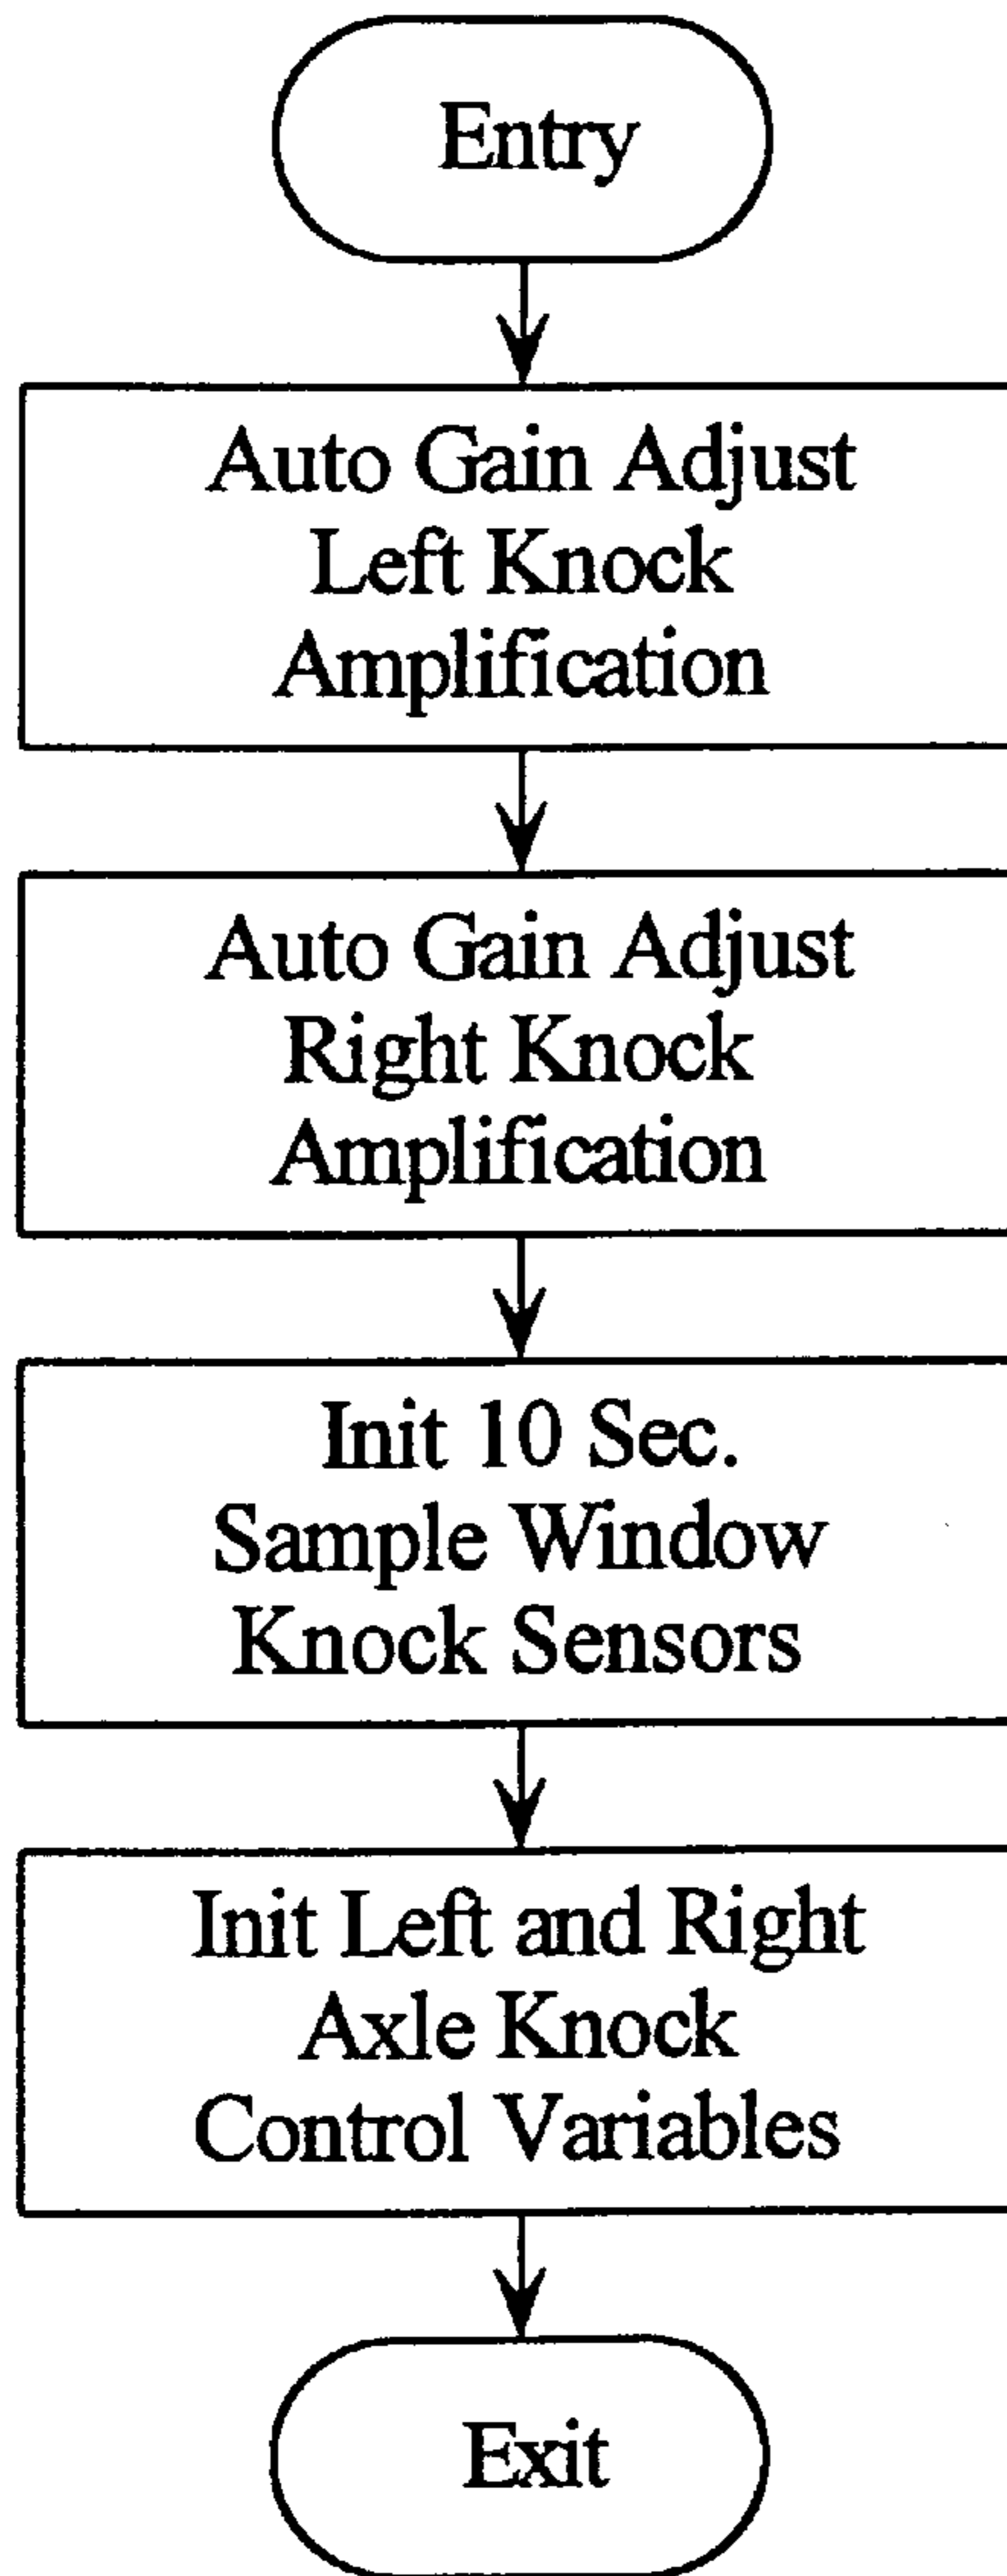 Entry
Auto Gain Adjust
Left Knock
Amplification
Auto Gain Adjust
Right Knock
Amplification
Init 10 Sec.
Sample Window
Knock Sensors
Init Left and Right
Axle Knock
Control Variables
Exit